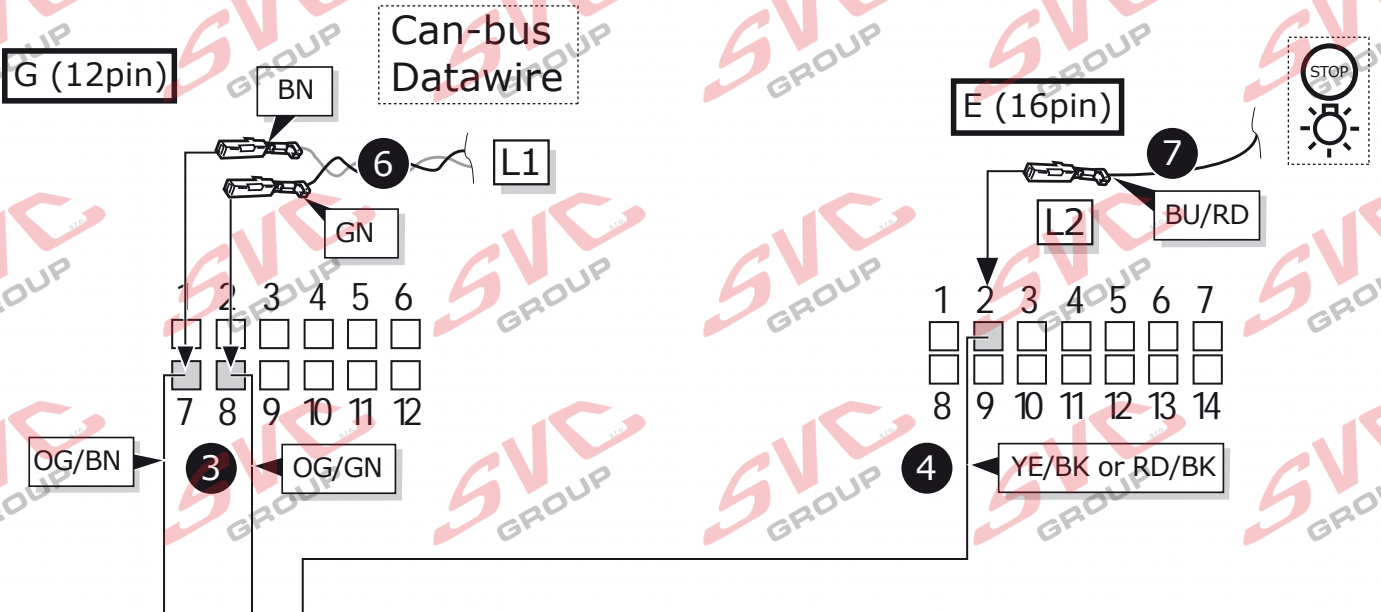 Can-bus
Datawire
G (12pin)
BN
6
L1
GN
1 2 3 4 5 6
7 8 9 10 11 12
OG/BN
3
OG/GN
STOP
E (16pin)
7
L2
BU/RD
1 2 3 4 5 6 7
8 9 10 11 12 13 14
4
YE/BK or RD/BK
SVC
s.r.o.
GROUP